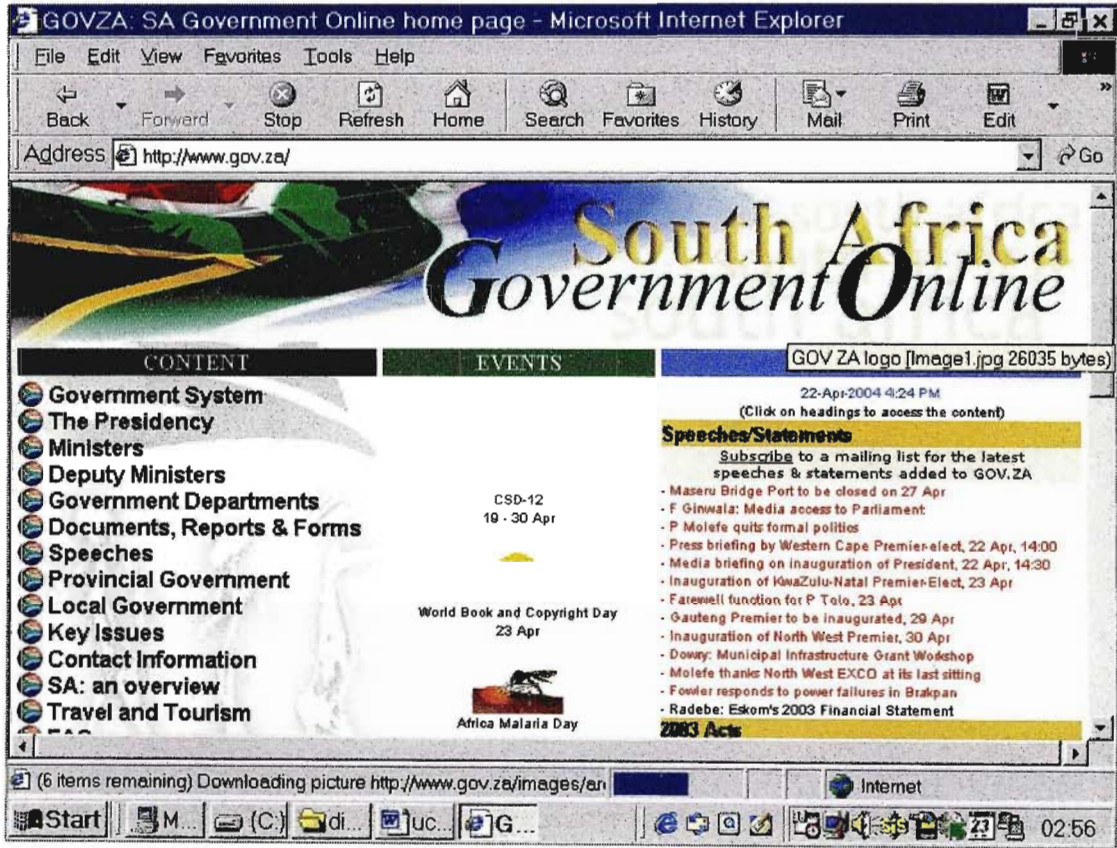 GOVZA: SA Government Online home page - Microsoft Internet Explorer
File Edit View Favorites Tools Help
Back Forward Stop Refresh Home Search Favorites History Mail Print Edit
Address http://www.gov.za/ Go
South Africa
Government Online
GOV ZA logo [Image1.jpg 26035 bytes)
CONTENT
Government System
The Presidency
Ministers
Deputy Ministers
Government Departments
Documents, Reports & Forms
Speeches
Provincial Government
Local Government
Key Issues
Contact Information
SA: an overview
Travel and Tourism
EVENTS
CSD-12
19 - 30 Apr
World Book and Copyright Day
23 Apr
Africa Malaria Day
22-Apr-2004 4:24 PM
(Click on headings to access the content)
Speeches/Statements
Subscribe to a mailing list for the latest
speeches & statements added to GOV.ZA
- Maseru Bridge Port to be closed on 27 Apr
- F Ginwala: Media access to Parliament
- P Molefe quits formal politics
- Press briefing by Western Cape Premier-elect, 22 Apr, 14:00
- Media briefing on inauguration of President, 22 Apr, 14:30
- Inauguration of KwaZulu-Natal Premier-Elect, 23 Apr
- Farewell function for P Tolo, 23 Apr
- Gauteng Premier to be inaugurated, 29 Apr
- Inauguration of North West Premier, 30 Apr
- Dowry: Municipal Infrastructure Grant Workshop
- Molefe thanks North West EXCO at its last sitting
- Fowler responds to power failures in Brakpan
- Radebe: Eskom's 2003 Financial Statement
2003 Acts
(6 items remaining) Downloading picture http://www.gov.za/images/an Internet
Start M... (C:) di... uc... G... 23 02:56